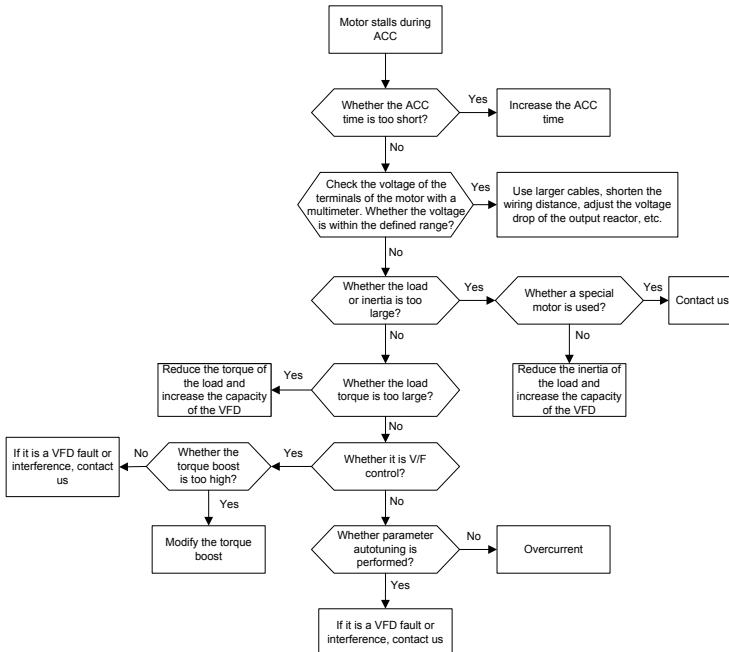 Motor stalls during
ACC
Whether the ACC
time is too short?
Yes
Increase the ACC
time
No
Check the voltage of the
terminals of the motor with a
multimeter. Whether the voltage
is within the defined range?
Yes
Use larger cables, shorten the
wiring distance, adjust the voltage
drop of the output reactor, etc.
No
Whether the load
or inertia is too
large?
Yes
Whether a special
motor is used?
Yes
Contact us
No
No
Reduce the inertia of
the load and
increase the capacity
of the VFD
Whether the load
torque is too large?
Yes
Reduce the torque of
the load and
increase the capacity
of the VFD
No
Whether it is V/F
control?
Yes
Whether the
torque boost
is too high?
No
If it is a VFD fault or
interference, contact
us
Yes
Modify the torque
boost
No
Whether parameter
autotuning is
performed?
No
Overcurrent
Yes
If it is a VFD fault or
interference, contact us